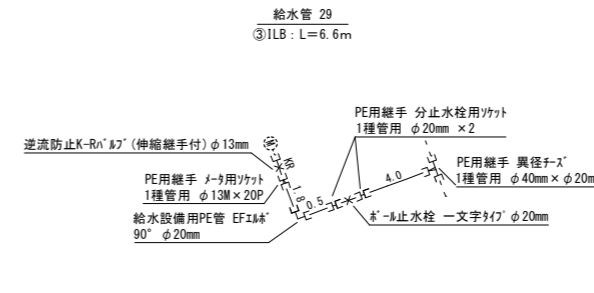 給水管 29
③ILB：L＝6.6m
PE用継手 分止水栓用ｿｹｯﾄ
1種管用 φ20mm ×2
逆流防止K-Rﾊﾞﾙﾌﾞ(伸縮継手付)φ13mm
M
KR
PE用継手 異径ﾁｰｽﾞ
1種管用 φ40mm×φ20m
PE用継手 ﾒｰﾀ用ｿｹｯﾄ
1種管用 φ13M×20P
4.0
1.8
0.5
給水設備用PE管 EFｴﾙﾎﾞ
90° φ20mm
ﾎﾞｰﾙ止水栓 一文字ﾀｲﾌﾟ φ20mm